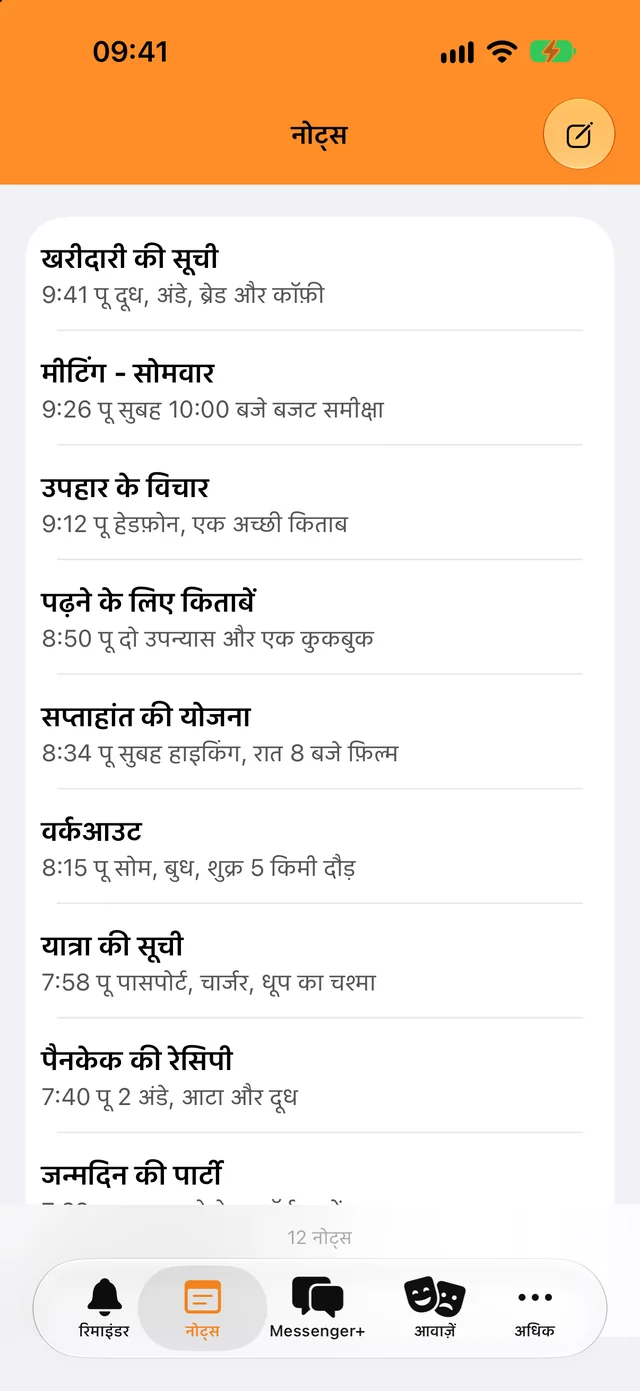 09:41
नोट्स
खरीदारी की सूची
9:41 पू दूध, अंडे, ब्रेड और कॉफ़ी
मीटिंग - सोमवार
9:26 पू सुबह 10:00 बजे बजट समीक्षा
उपहार के विचार
9:12 पू हेडफ़ोन, एक अच्छी किताब
पढ़ने के लिए किताबें
8:50 पू दो उपन्यास और एक कुकबुक
सप्ताहांत की योजना
8:34 पू सुबह हाइकिंग, रात 8 बजे फ़िल्म
वर्कआउट
8:15 पू सोम, बुध, शुक्र 5 किमी दौड़
यात्रा की सूची
7:58 पू पासपोर्ट, चार्जर, धूप का चश्मा
पैनकेक की रेसिपी
7:40 पू 2 अंडे, आटा और दूध
जन्मदिन की पार्टी
12 नोट्स
रिमाइंडर
नोट्स
Messenger+
आवाज़ें
अधिक